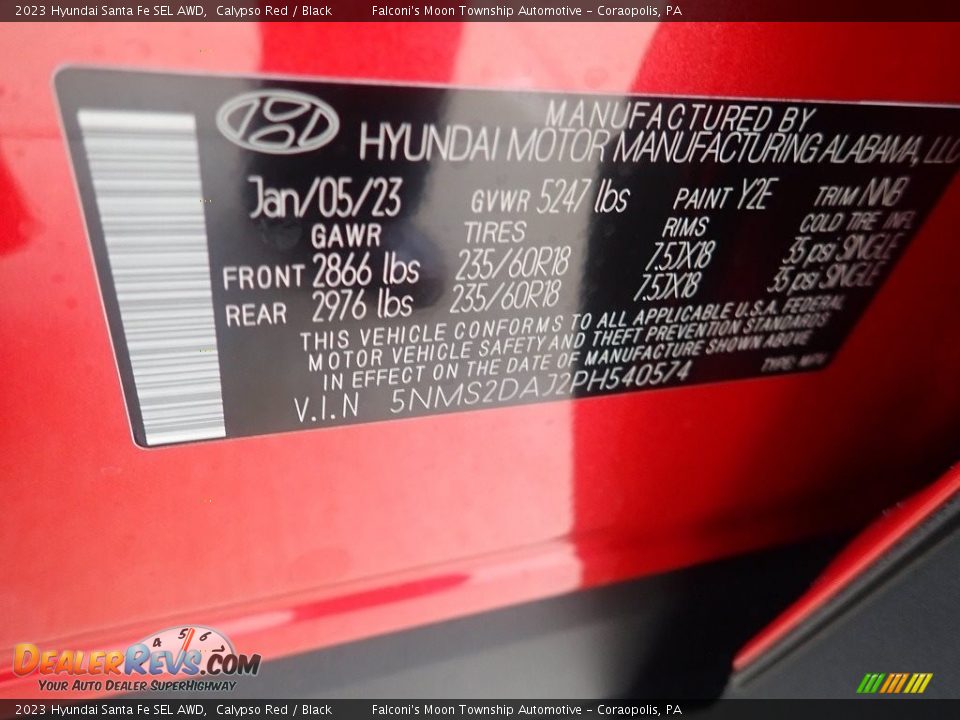 2023 Hyundai Santa Fe SEL AWD, Calypso Red / Black Falconi's Moon Township Automotive - Coraopolis, PA
MANUFACTURED BY
HYUNDAI MOTOR MANUFACTURING ALABAMA, LLC
Jan/05/23 GVWR 5247 lbs PAINT Y2E TRIM NNB
GAWR TIRES RIMS COLD TIRE INFL
FRONT 2866 lbs 235/60R18 7.5JX18 35 psi SINGLE
REAR 2976 lbs 235/60R18 7.5JX18 35 psi SINGLE
THIS VEHICLE CONFORMS TO ALL APPLICABLE U.S.A. FEDERAL
MOTOR VEHICLE SAFETY AND THEFT PREVENTION STANDARDS
IN EFFECT ON THE DATE OF MANUFACTURE SHOWN ABOVE
V.I.N 5NMS2DAJ2PH540574 TYPE: MPV
4 5 6 7
DealerRevs.com
Your Auto Dealer SuperHighway
2023 Hyundai Santa Fe SEL AWD, Calypso Red / Black Falconi's Moon Township Automotive - Coraopolis, PA